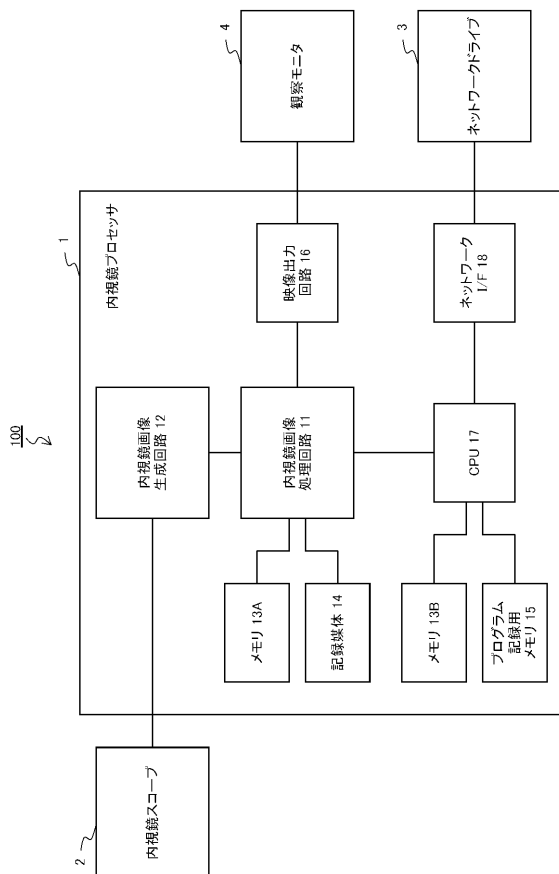 100
1
内視鏡プロセッサ
2
内視鏡スコープ
内視鏡画像
生成回路 12
内視鏡画像
処理回路 11
映像出力
回路 16
4
観察モニタ
メモリ 13A
記録媒体 14
CPU 17
ネットワーク
I/F 18
3
ネットワークドライブ
メモリ 13B
プログラム
記録用
メモリ 15